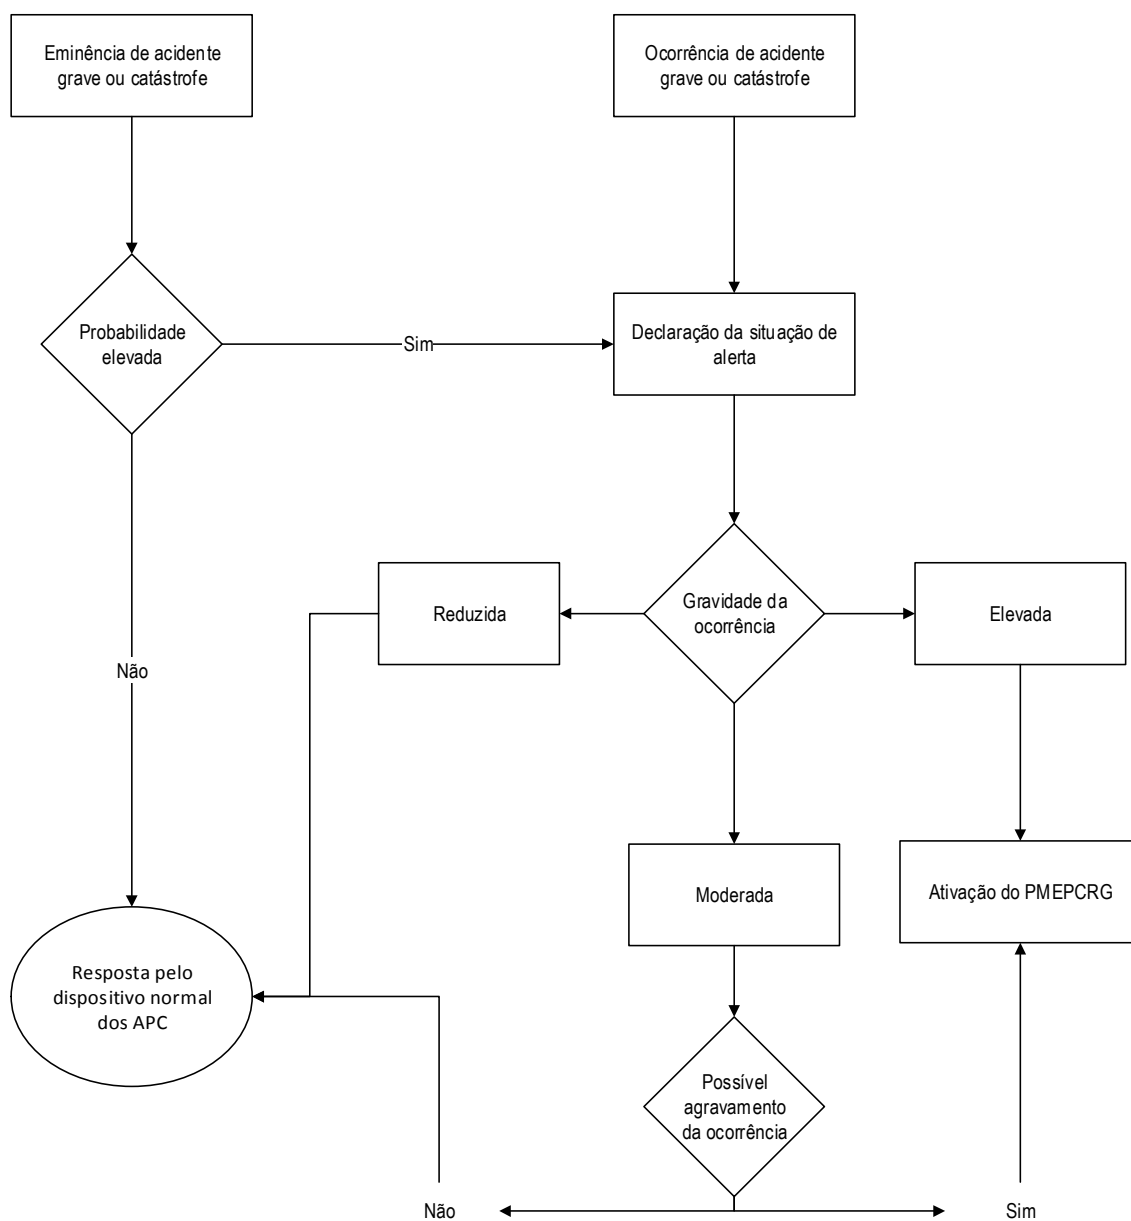 Eminência de acidente
grave ou catástrofe
Ocorrência de acidente
grave ou catástrofe
Probabilidade
elevada
Sim
Declaração da situação de
alerta
Reduzida
Gravidade da
ocorrência
Elevada
Não
Moderada
Ativação do PMEPCRG
Resposta pelo
dispositivo normal
dos APC
Possível
agravamento
da ocorrência
Não
Sim